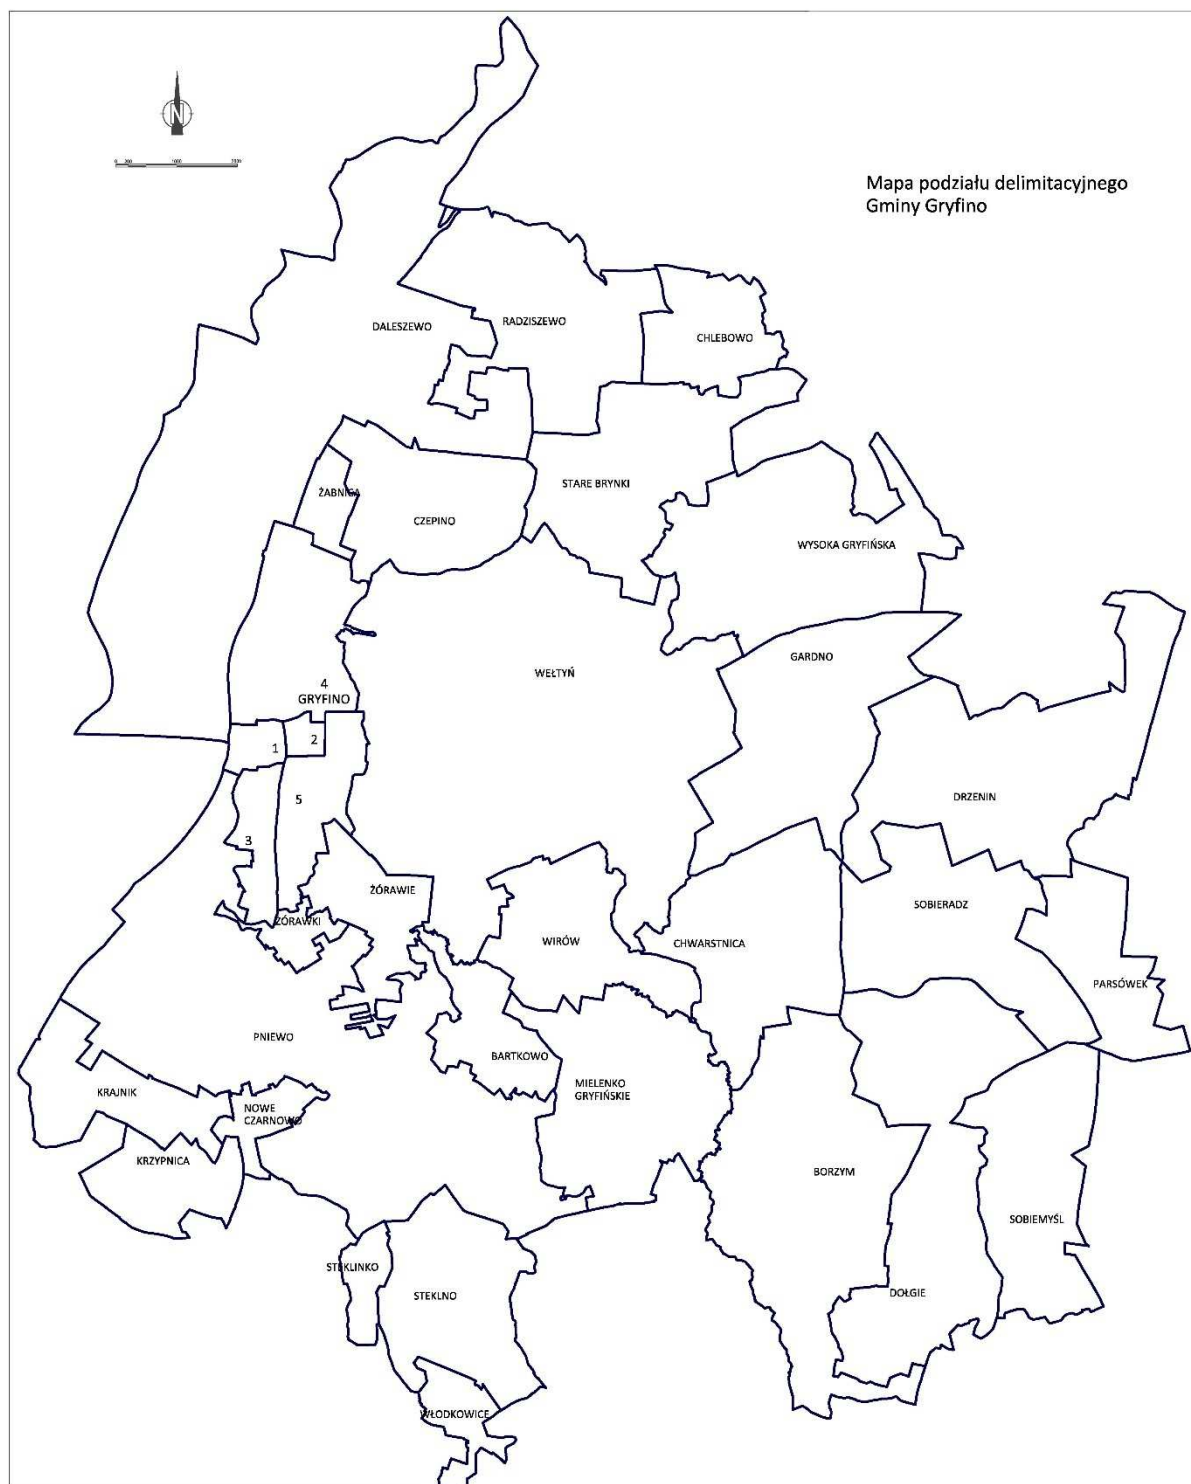 N
Mapa podziału delimitacyjnego
Gminy Gryfino
DALESZEWO
RADZISZEWO
CHLEBOWO
ŻABNICA
CZEPINO
STARE BRYNKI
WYSOKA GRYFIŃSKA
GARDNO
WEŁTYŃ
4
GRYFINO
1
2
5
3
DRZENIN
ŻÓRAWIE
ŻÓRAWKI
WIRÓW
CHWARSTNICA
SOBIERADZ
PARSÓWEK
PNIEWO
BARTKOWO
MIELENKO
GRYFIŃSKIE
KRAJNIK
NOWE
CZARNOWO
KRZYPNICA
BORZYM
SOBIEMYŚL
STEKLINKO
STEKLNO
DOŁGIE
WŁODKOWICE